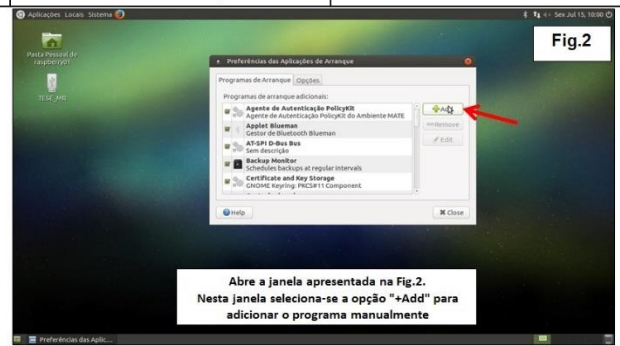 Aplicações Locais Sistema
Sex Jul 15, 10:00
Fig.2
Pasta Pessoal de
raspberrypi
TESE_MR
Preferências das Aplicações de Arranque
Programas de Arranque Opções
Programas de arranque adicionais:
Agente de Autenticação PolicyKit
Agente de Autenticação PolicyKit do Ambiente MATE
Applet Blueman
Gestor de Bluetooth Blueman
AT-SPI D-Bus Bus
Sem descrição
Backup Monitor
Schedules backups at regular intervals
Certificate and Key Storage
GNOME Keyring: PKCS#11 Component
Add
Remove
Edit
Help
Close
Abre a janela apresentada na Fig.2.
Nesta janela seleciona-se a opção "+Add" para
adicionar o programa manualmente
Preferências das Aplic...